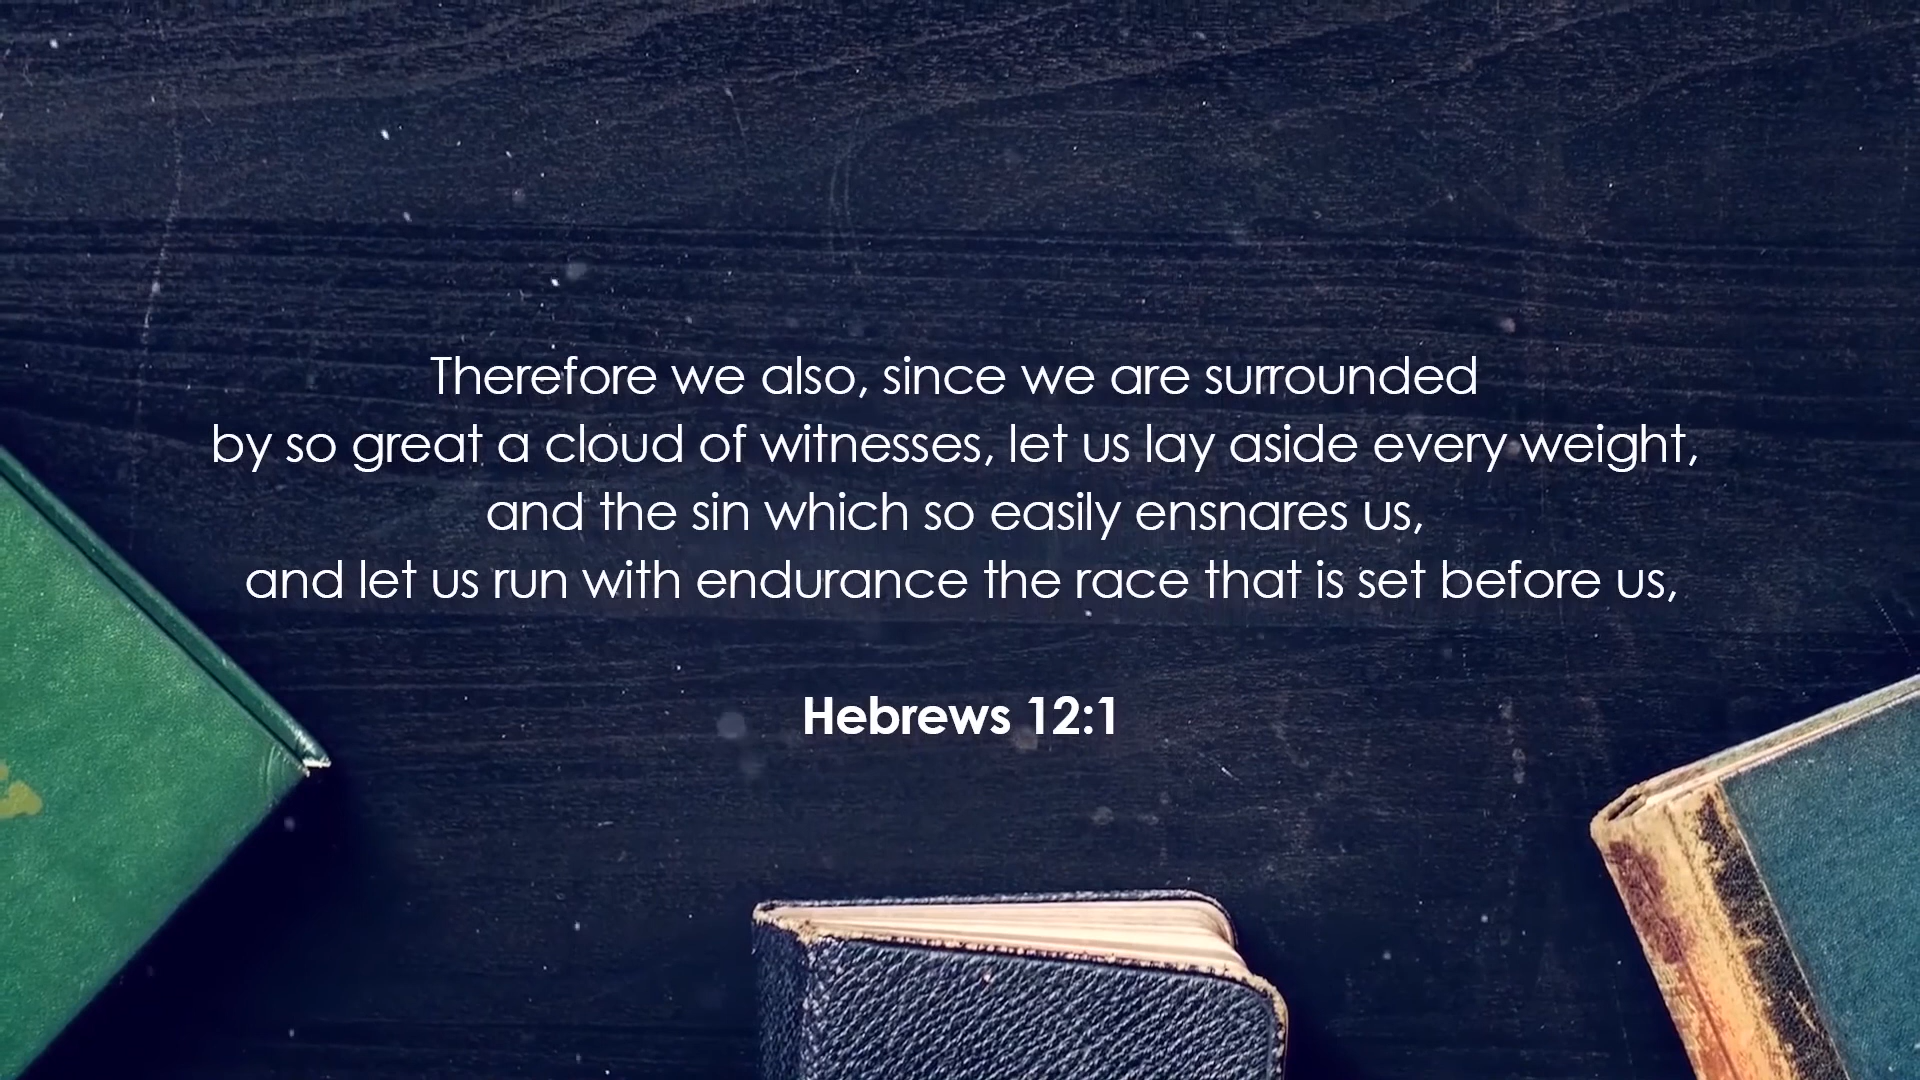 Therefore we also, since we are surrounded
by so great a cloud of witnesses, let us lay aside every weight,
and the sin which so easily ensnares us,
and let us run with endurance the race that is set before us,
Hebrews 12:1